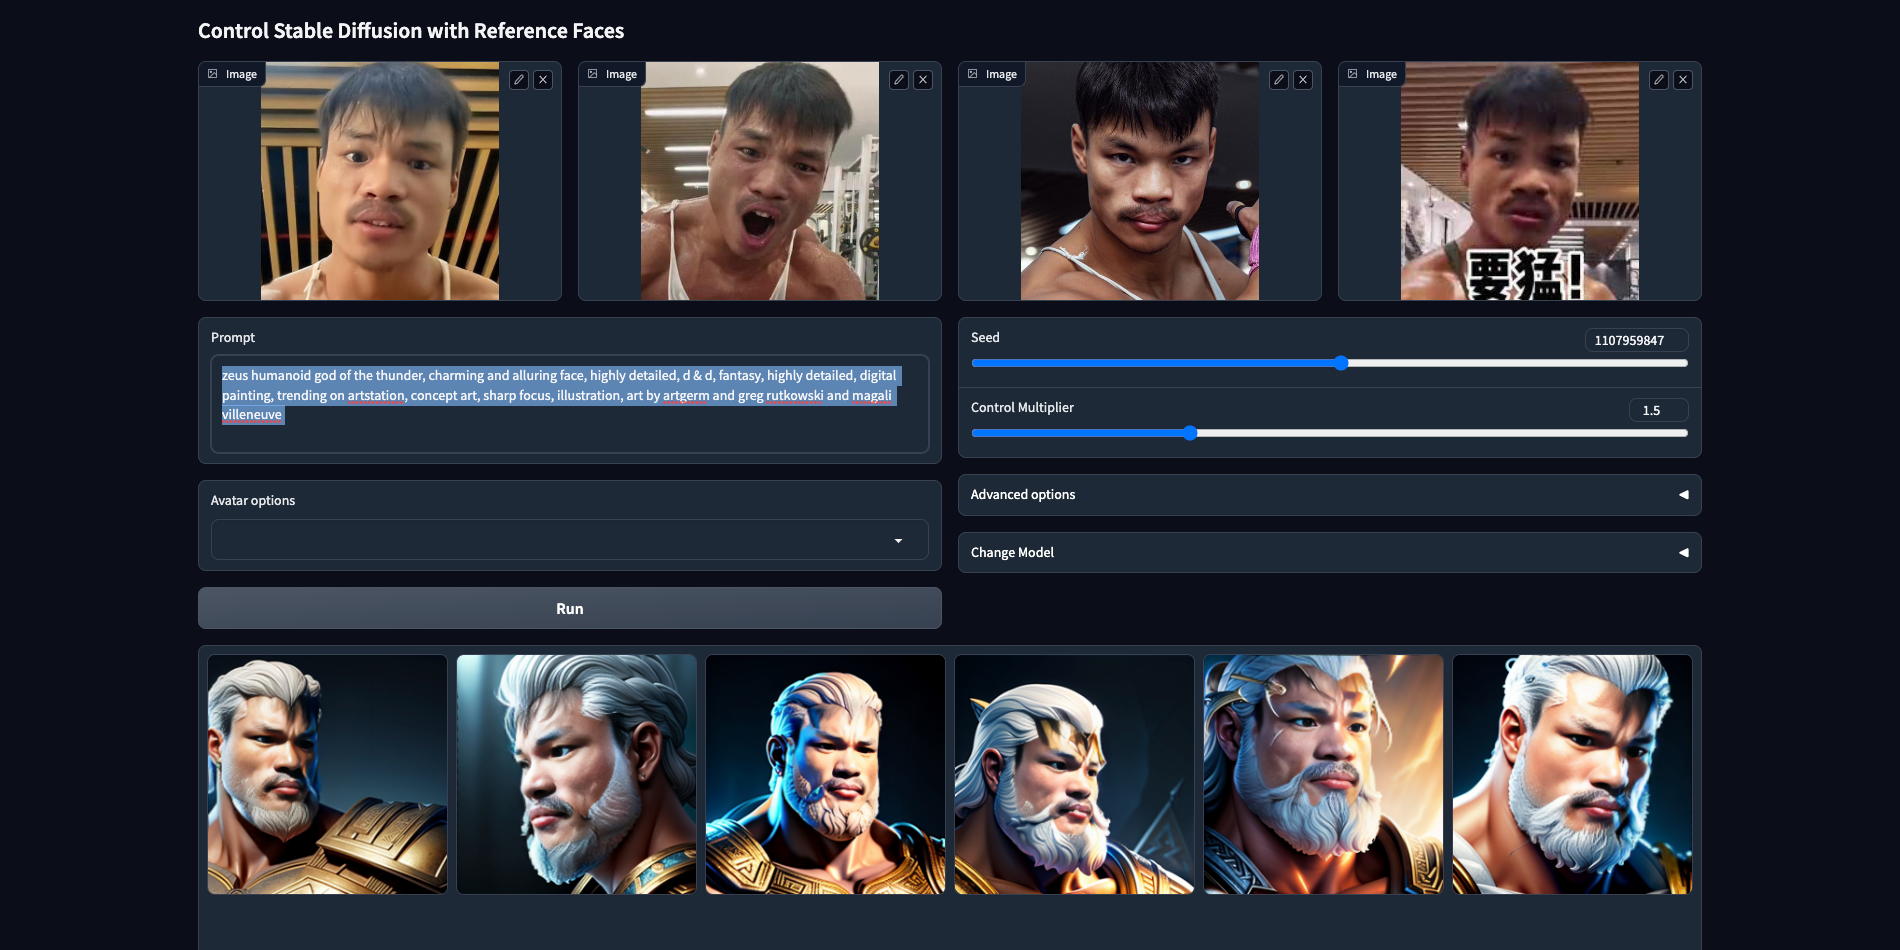 Control Stable Diffusion with Reference Faces
Image
Image
Image
Image
要猛!
Prompt
zeus humanoid god of the thunder, charming and alluring face, highly detailed, d & d, fantasy, highly detailed, digital
painting, trending on artstation, concept art, sharp focus, illustration, art by artgerm and greg rutkowski and magali
villeneuve
Seed
1107959847
Control Multiplier
1.5
Avatar options
Advanced options
Change Model
Run